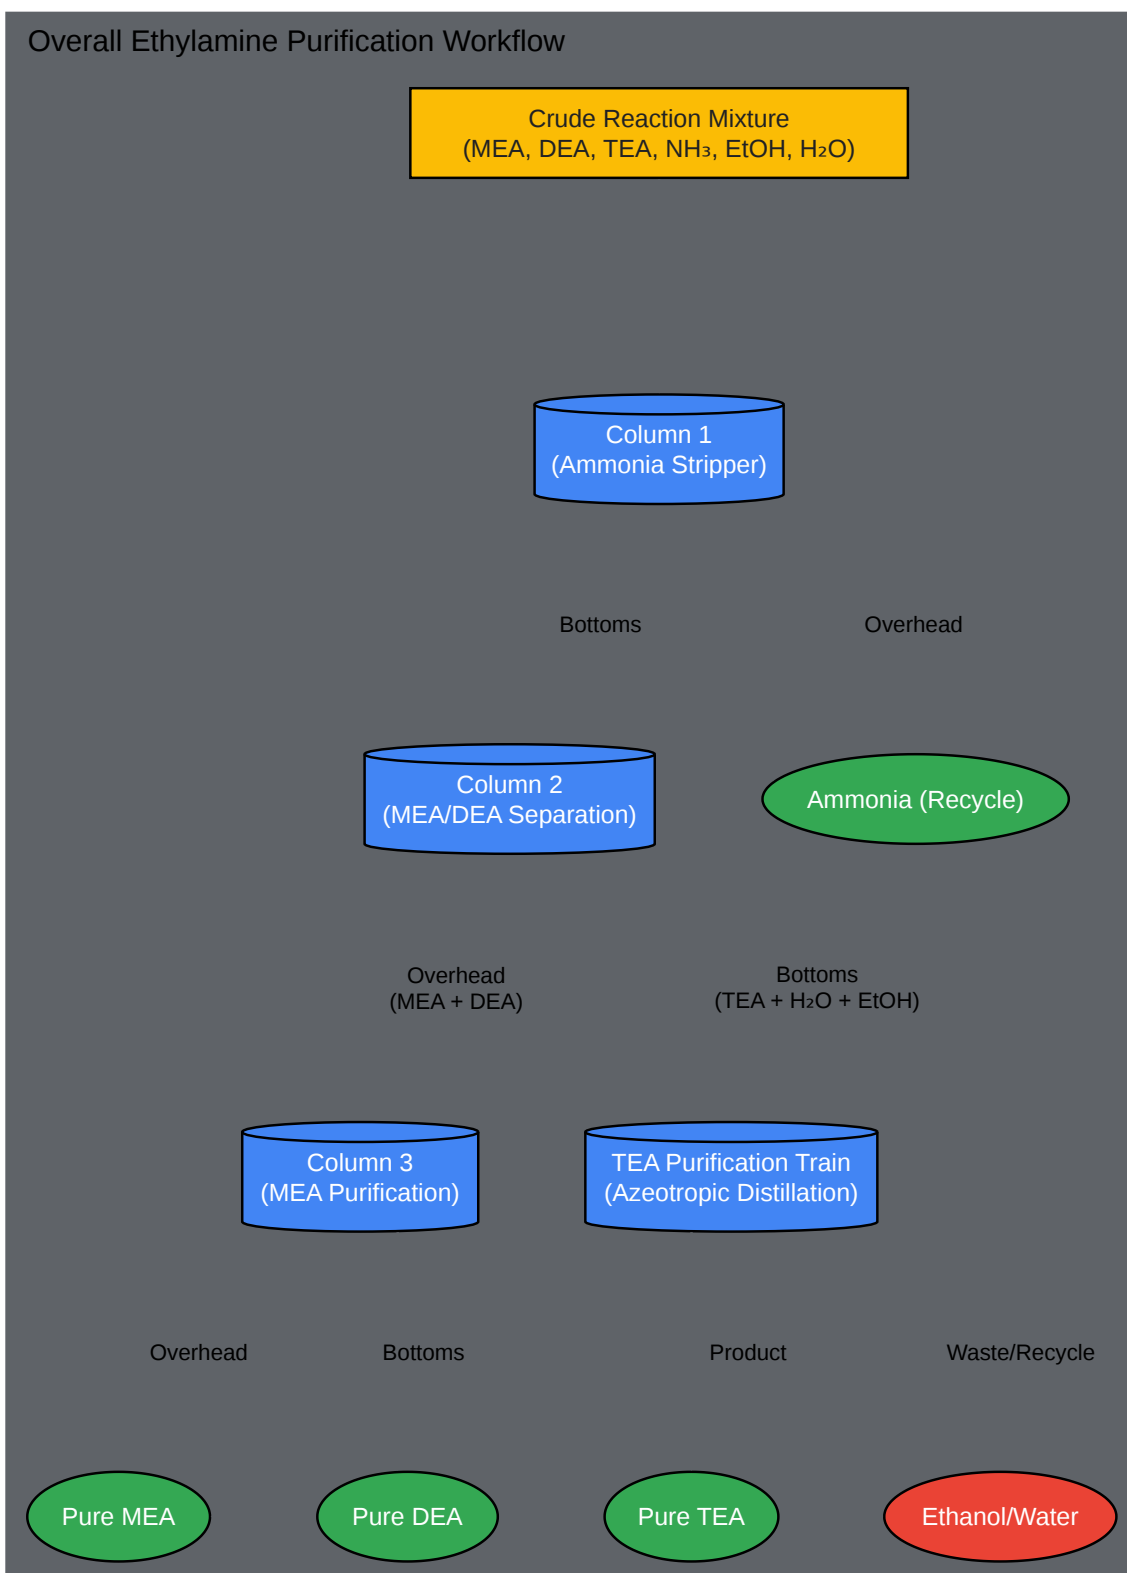 Overall Ethylamine Purification Workflow
Crude Reaction Mixture
(MEA, DEA, TEA, NH₃, EtOH, H₂O)
Column 1
(Ammonia Stripper)
Bottoms
Overhead
Column 2
(MEA/DEA Separation)
Ammonia (Recycle)
Overhead
(MEA + DEA)
Bottoms
(TEA + H₂O + EtOH)
Column 3
(MEA Purification)
TEA Purification Train
(Azeotropic Distillation)
Overhead
Bottoms
Product
Waste/Recycle
Pure MEA
Pure DEA
Pure TEA
Ethanol/Water